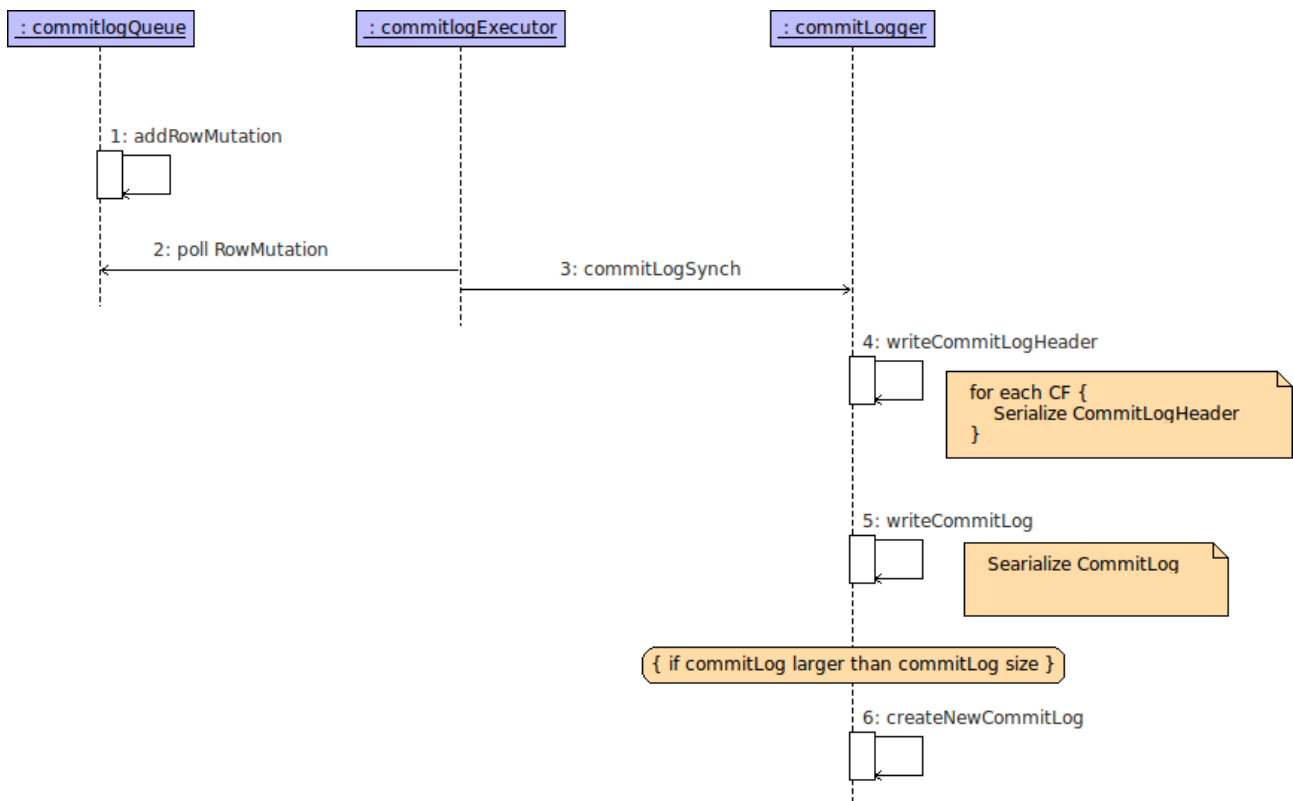 : commitlogQueue
: commitlogExecutor
: commitLogger
1: addRowMutation
2: poll RowMutation
3: commitLogSynch
4: writeCommitLogHeader
for each CF {
Serialize CommitLogHeader
}
5: writeCommitLog
Searialize CommitLog
{ if commitLog larger than commitLog size }
6: createNewCommitLog